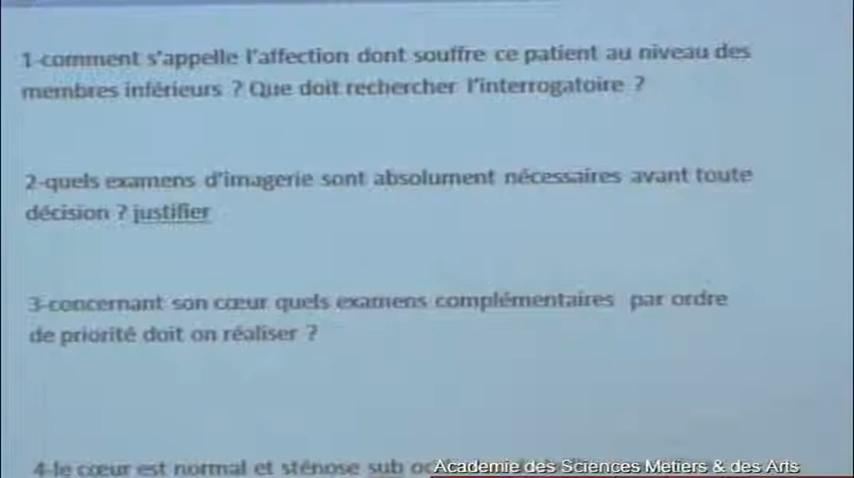 1-comment s'appelle l'affection dont souffre ce patient au niveau des
membres inférieurs ? Que doit rechercher l'interrogatoire ?
2-quels examens d'imagerie sont absolument nécessaires avant toute
décision ? justifier
3-concernant son cœur quels examens complémentaires par ordre
de priorité doit on réaliser ?
4-le cœur est normal et sténose sub
Academie des Sciences Metiers & des Arts